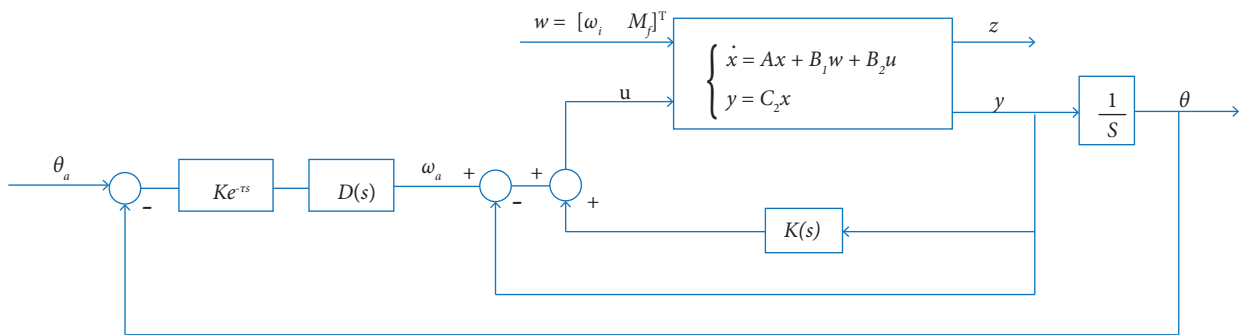 w = [ω_i M_f]^T
z
ẋ = Ax + B_1w + B_2u
y = C_2x
u
y
1
S
θ
θ_a
−
Ke^{-τs}
D(s)
ω_a
+
−
+
+
K(s)